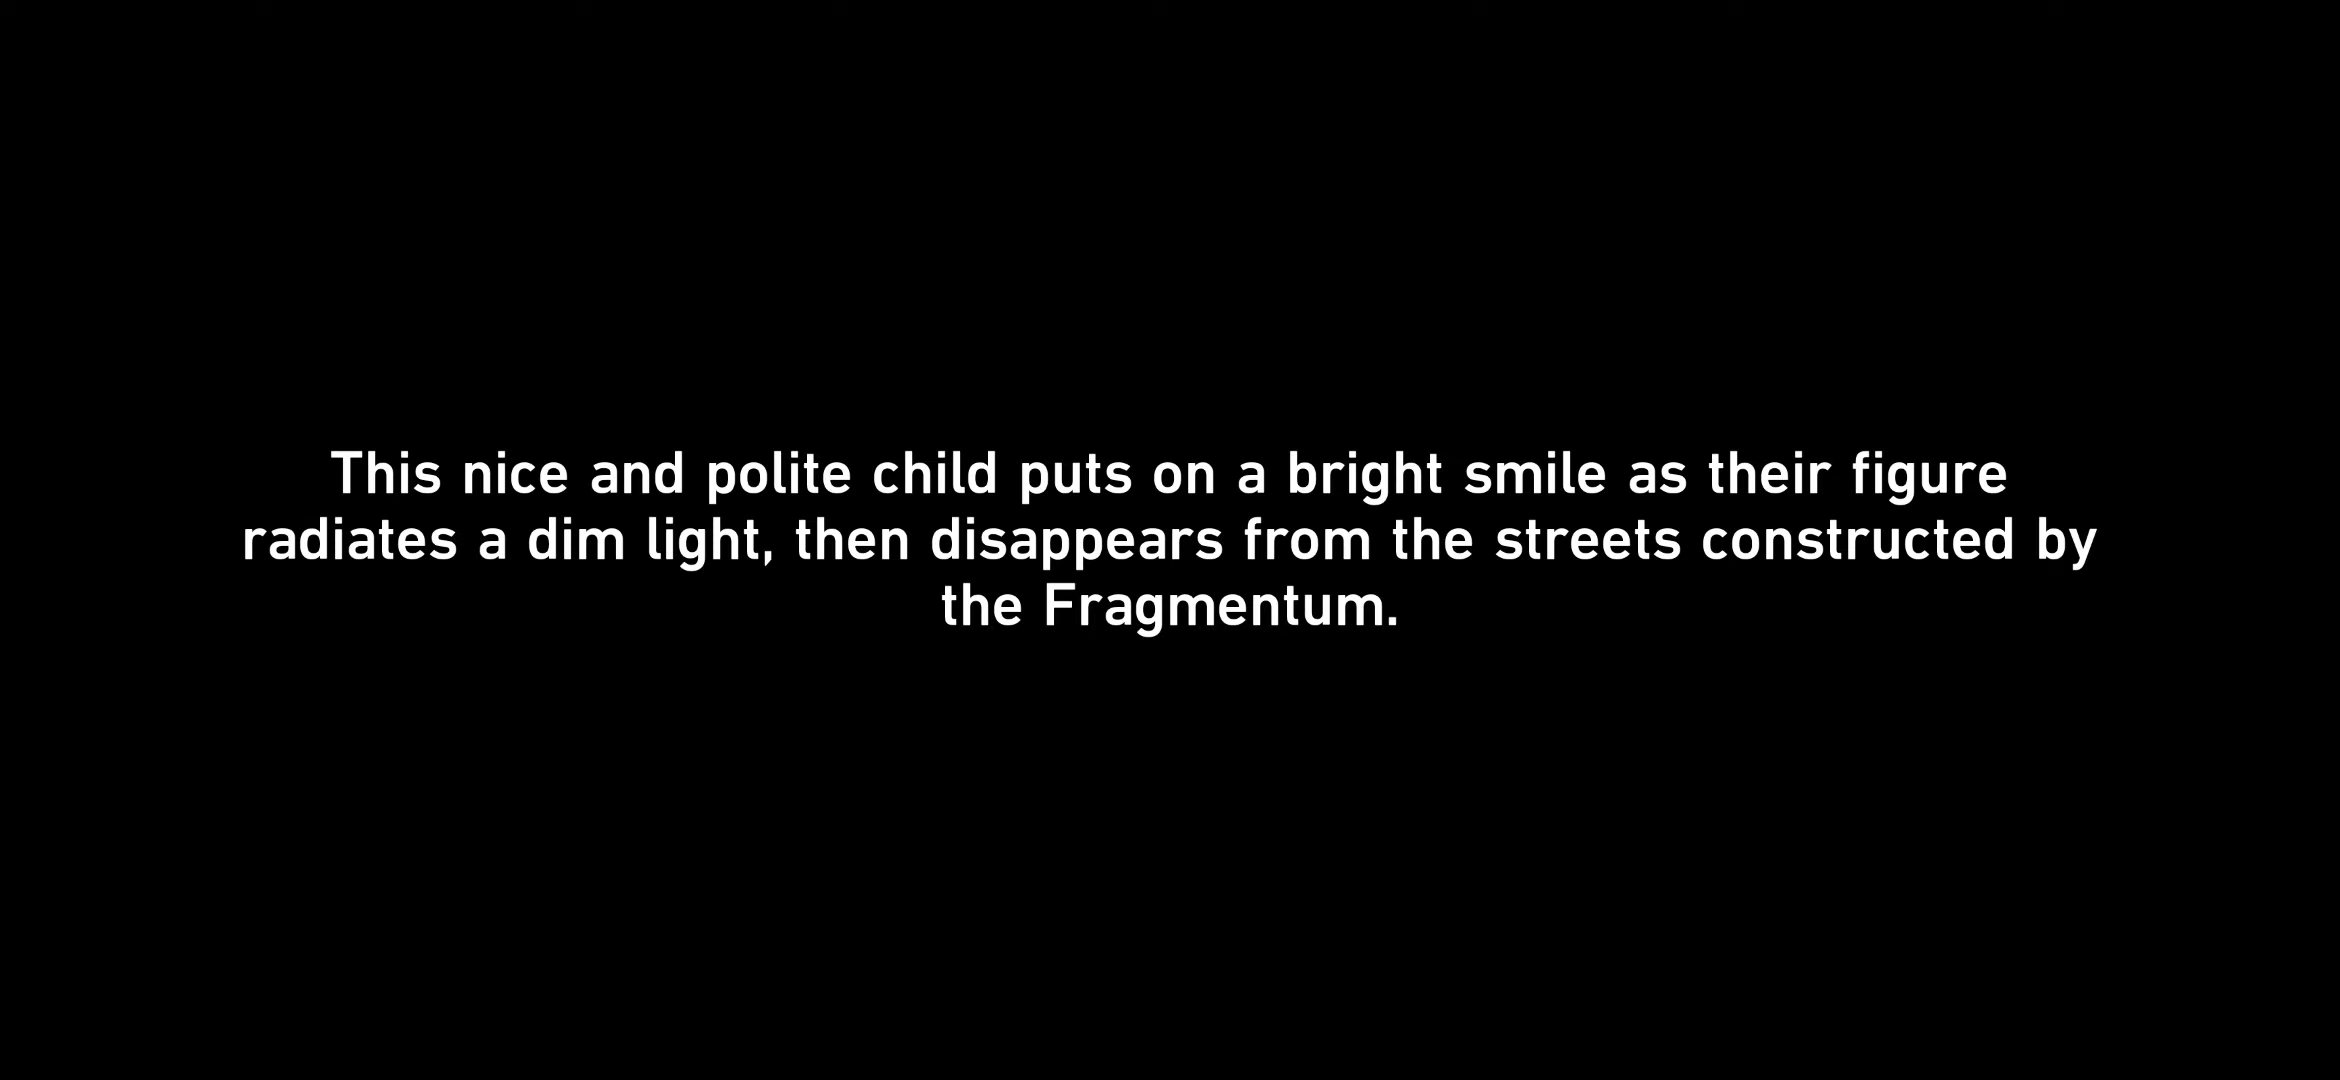 This nice and polite child puts on a bright smile as their figure
radiates a dim light, then disappears from the streets constructed by
the Fragmentum.